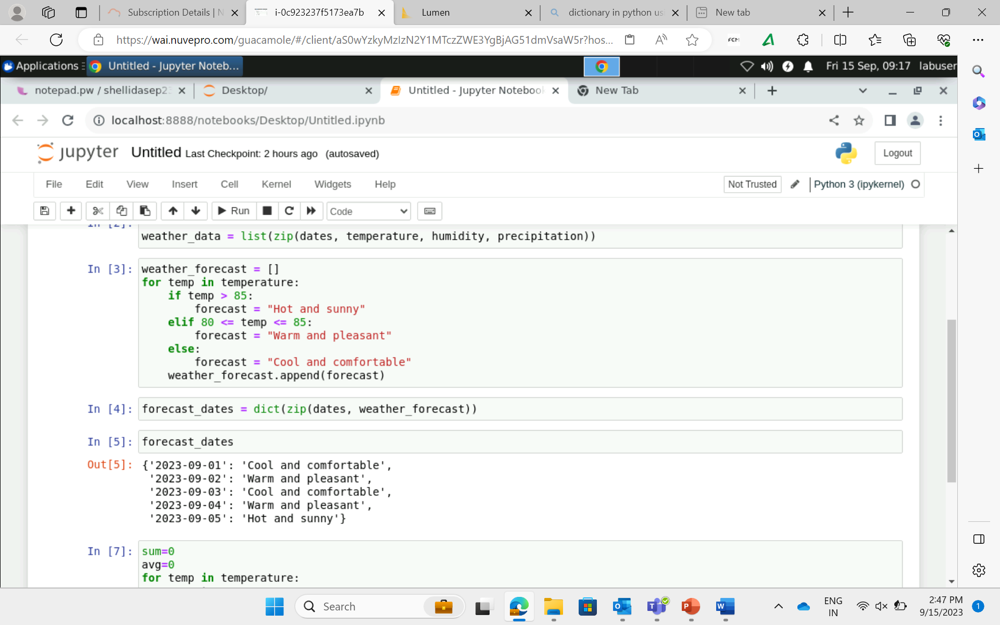 Subscription Details | N
i-0c923237f5173ea7b
Lumen
dictionary in python us
New tab
https://wai.nuvepro.com/guacamole/#/client/aS0wYzkyMzIzN2Y1MTczZWE3YgBjAG51dmVsaW5r?hos...
FCM
Applications
Untitled - Jupyter Noteb...
Fri 15 Sep, 09:17 labuser
notepad.pw / shellidasep23
Desktop/
Untitled - Jupyter Notebook
New Tab
localhost:8888/notebooks/Desktop/Untitled.ipynb
jupyter Untitled Last Checkpoint: 2 hours ago (autosaved)
Logout
File Edit View Insert Cell Kernel Widgets Help
Not Trusted
Python 3 (ipykernel)
Run
Code
In [2]:
weather_data = list(zip(dates, temperature, humidity, precipitation))
In [3]: weather_forecast = []
for temp in temperature:
    if temp > 85:
        forecast = "Hot and sunny"
    elif 80 <= temp <= 85:
        forecast = "Warm and pleasant"
    else:
        forecast = "Cool and comfortable"
    weather_forecast.append(forecast)
In [4]: forecast_dates = dict(zip(dates, weather_forecast))
In [5]: forecast_dates
Out[5]: {'2023-09-01': 'Cool and comfortable',
 '2023-09-02': 'Warm and pleasant',
 '2023-09-03': 'Cool and comfortable',
 '2023-09-04': 'Warm and pleasant',
 '2023-09-05': 'Hot and sunny'}
In [7]: sum=0
avg=0
for temp in temperature:
Search
ENG
IN
2:47 PM
9/15/2023
1